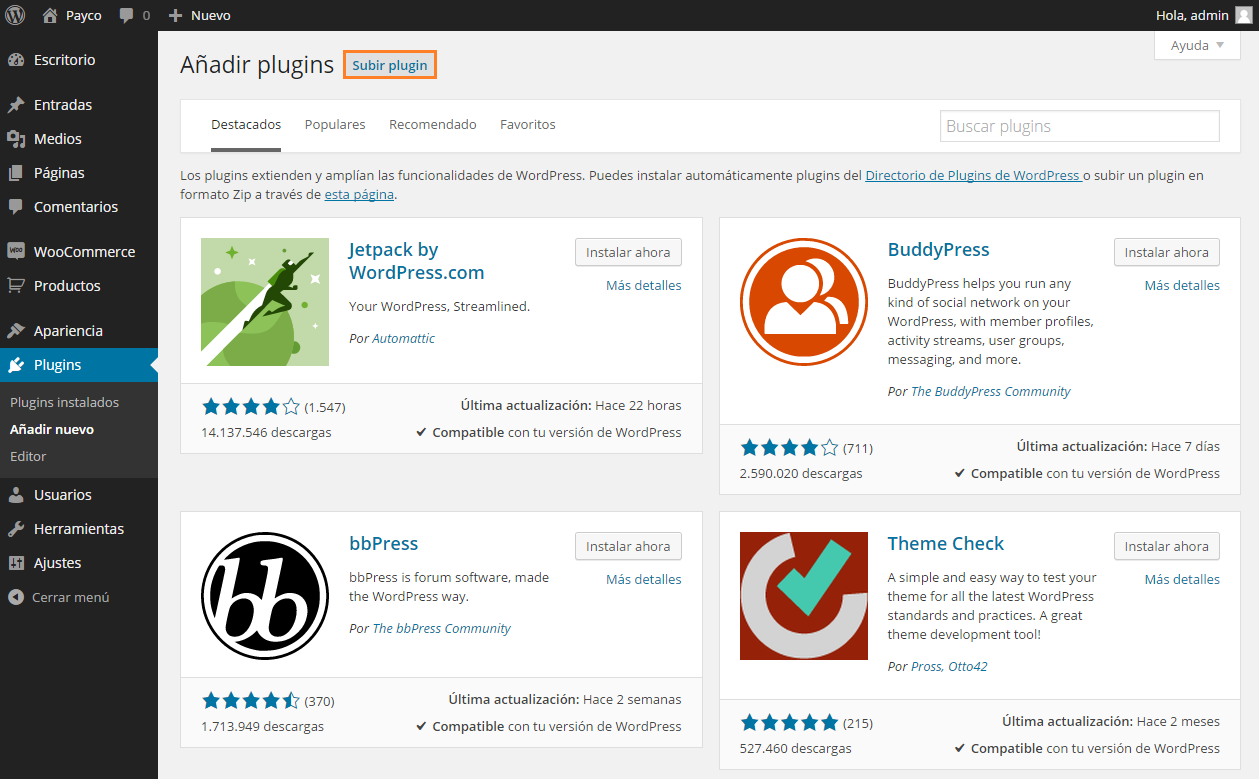 Payco
0
Nuevo
Hola, admin
Escritorio
Entradas
Medios
Páginas
Comentarios
WOO
WooCommerce
Productos
Apariencia
Plugins
Plugins instalados
Añadir nuevo
Editor
Usuarios
Herramientas
Ajustes
Cerrar menú
Añadir plugins
Subir plugin
Ayuda
Destacados
Populares
Recomendado
Favoritos
Buscar plugins
Los plugins extienden y amplían las funcionalidades de WordPress. Puedes instalar automáticamente plugins del Directorio de Plugins de WordPress o subir un plugin en
formato Zip a través de esta página.
Jetpack by
WordPress.com
Instalar ahora
Más detalles
Your WordPress, Streamlined.
Por Automattic
(1.547)
14.137.546 descargas
Última actualización: Hace 22 horas
Compatible con tu versión de WordPress
BuddyPress
Instalar ahora
Más detalles
BuddyPress helps you run any
kind of social network on your
WordPress, with member profiles,
activity streams, user groups,
messaging, and more.
Por The BuddyPress Community
(711)
2.590.020 descargas
Última actualización: Hace 7 días
Compatible con tu versión de WordPress
bb
bbPress
Instalar ahora
Más detalles
bbPress is forum software, made
the WordPress way.
Por The bbPress Community
(370)
1.713.949 descargas
Última actualización: Hace 2 semanas
Compatible con tu versión de WordPress
Theme Check
Instalar ahora
Más detalles
A simple and easy way to test your
theme for all the latest WordPress
standards and practices. A great
theme development tool!
Por Pross, Otto42
(215)
527.460 descargas
Última actualización: Hace 2 meses
Compatible con tu versión de WordPress